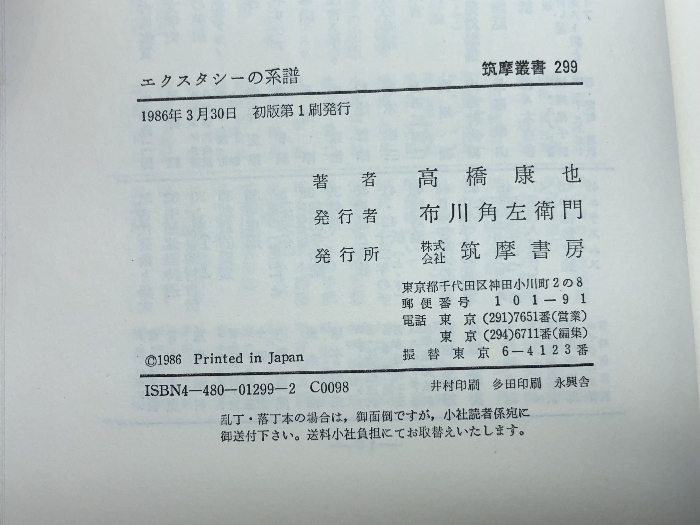 エクスタシーの系譜
筑摩叢書 299
1986年3月30日 初版第1刷発行
著者 高橋康也
発行者 布川角左衛門
発行所 株式会社 筑摩書房
東京都千代田区神田小川町2の8
郵便番号 101-91
電話 東京 (291)7651番(営業)
東京 (294)6711番(編集)
振替 東京 6-4123番
©1986 Printed in Japan
ISBN4-480-01299-2 C0098
井村印刷 多田印刷 永興舎
乱丁・落丁本の場合は，御面倒ですが，小社読者係宛に
御送付下さい。送料小社負担にてお取替えいたします。